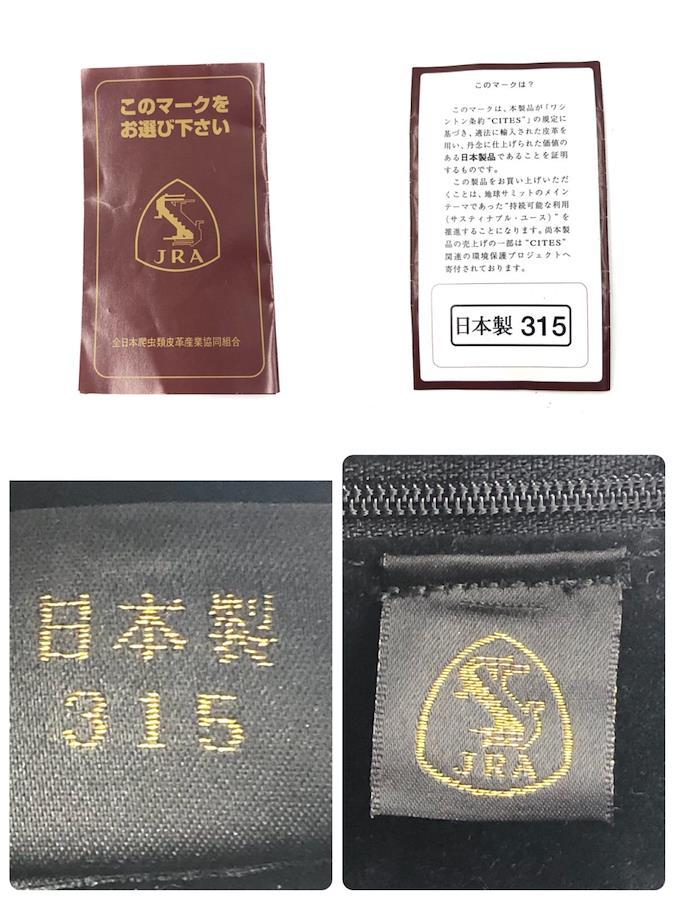 このマークを
お選び下さい
JRA
全日本爬虫類皮革産業協同組合
このマークは？
このマークは、本製品が「ワシ
ントン条約“CITES”」の規定に
基づき、適法に輸入された皮革を
用い、丹念に仕上げられた価値の
ある日本製品であることを証明
するものです。
この製品をお買い上げいただ
くことは、地球サミットのメイン
テーマであった“持続可能な利用
（サスティナブル・ユース）”を
推進することになります。尚本製
品の売上げの一部は“CITES”
関連の環境保護プロジェクトへ
寄付されております。
日本製 315
日本製
315
JRA